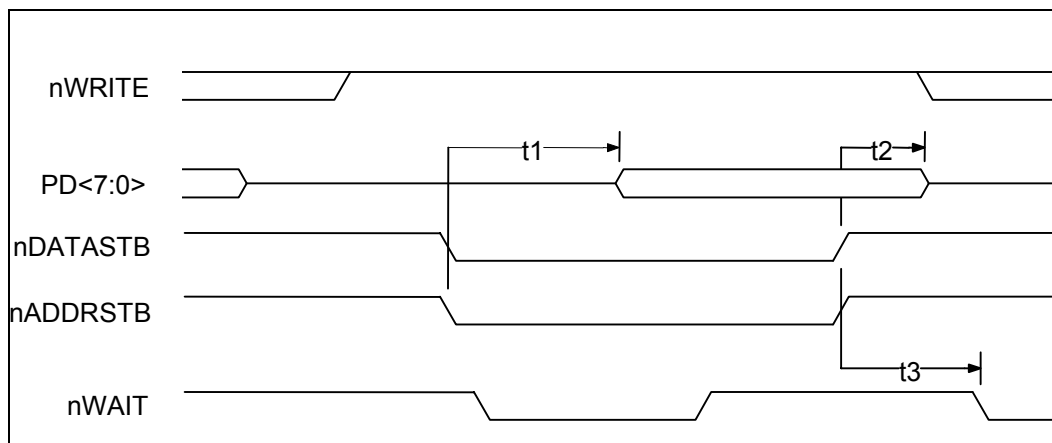 nWRITE
t1
t2
PD<7:0>
nDATASTB
nADDRSTB
t3
nWAIT